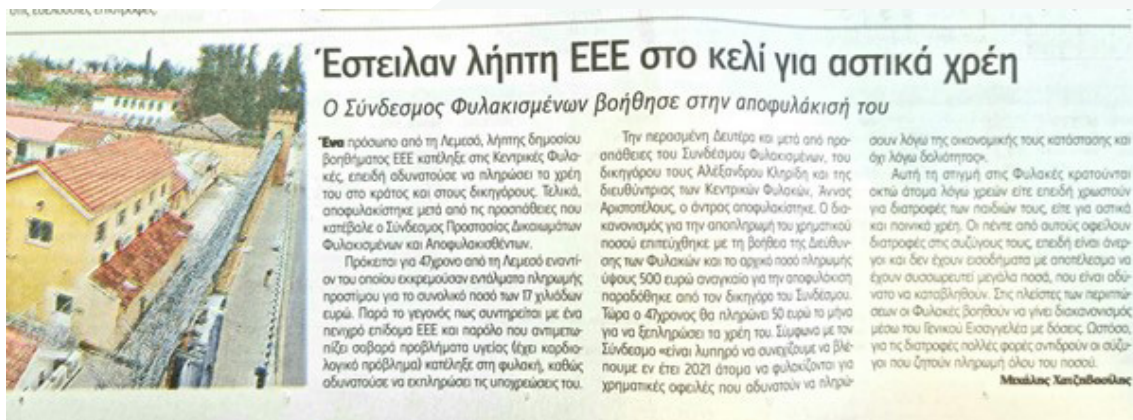 στις εθελούσιες επιστροφές.
Έστειλαν λήπτη ΕΕΕ στο κελί για αστικά χρέη
Ο Σύνδεσμος Φυλακισμένων βοήθησε στην αποφυλάκισή του
Ένα πρόσωπο από τη Λεμεσό, λήπτης δημοσίου
βοηθήματος ΕΕΕ κατέληξε στις Κεντρικές Φυλα-
κές, επειδή αδυνατούσε να πληρώσει τα χρέη
του στο κράτος και στους δικηγόρους. Τελικά,
αποφυλακίστηκε μετά από τις προσπάθειες που
κατέβαλε ο Σύνδεσμος Προστασίας Δικαιωμάτων
Φυλακισμένων και Αποφυλακισθέντων.
Πρόκειται για 47χρονο από τη Λεμεσό εναντί-
ον του οποίου εκκρεμούσαν εντάλματα πληρωμής
προστίμου για το συνολικό ποσό των 17 χιλιάδων
ευρώ. Παρά το γεγονός πως συντηρείται με ένα
πενιχρό επίδομα ΕΕΕ και παρόλο που αντιμετω-
πίζει σοβαρά προβλήματα υγείας (έχει καρδιο-
λογικό πρόβλημα) κατέληξε στη φυλακή, καθώς
αδυνατούσε να εκπληρώσει τις υποχρεώσεις του.
Την περασμένη Δευτέρα και μετά από προ-
σπάθειες του Συνδέσμου Φυλακισμένων, του
δικηγόρου τους Αλέξανδρου Κληρίδη και της
διευθύντριας των Κεντρικών Φυλακών, Άννας
Αριστοτέλους, ο άντρας αποφυλακίστηκε. Ο δια-
κανονισμός για την αποπληρωμή του χρηματικού
ποσού επιτεύχθηκε με τη βοήθεια της Διεύθυν-
σης των Φυλακών και το αρχικό ποσό πληρωμής
ύψους 500 ευρώ αναγκαίο για την αποφυλάκιση
παραδόθηκε από τον δικηγόρο του Συνδέσμου.
Τώρα ο 47χρονος θα πληρώνει 50 ευρώ το μήνα
για να ξεπληρώσει τα χρέη του. Σύμφωνα με τον
Σύνδεσμο «είναι λυπηρό να συνεχίζουμε να βλέ-
πουμε εν έτει 2021 άτομα να φυλακίζονται για
χρηματικές οφειλές που αδυνατούν να πληρώ-
σουν λόγω της οικονομικής τους κατάστασης και
όχι λόγω δολιότητας».
Αυτή τη στιγμή στις Φυλακές κρατούνται
οκτώ άτομα λόγω χρεών είτε επειδή χρωστούν
για διατροφές των παιδιών τους, είτε για αστικά
και ποινικά χρέη. Οι πέντε από αυτούς οφείλουν
διατροφές στις συζύγους τους, επειδή είναι άνερ-
γοι και δεν έχουν εισοδήματα με αποτέλεσμα να
έχουν συσσωρευτεί μεγάλα ποσά, που είναι αδύ-
νατο να καταβληθούν. Στις πλείστες των περιπτώ-
σεων οι Φυλακές βοηθούν να γίνει διακανονισμός
μέσω του Γενικού Εισαγγελέα με δόσεις. Ωστόσο,
για τις διατροφές πολλές φορές αντιδρούν οι σύζυ-
γοι που ζητούν πληρωμή όλου του ποσού.
Μιχάλης Χατζηβασίλης